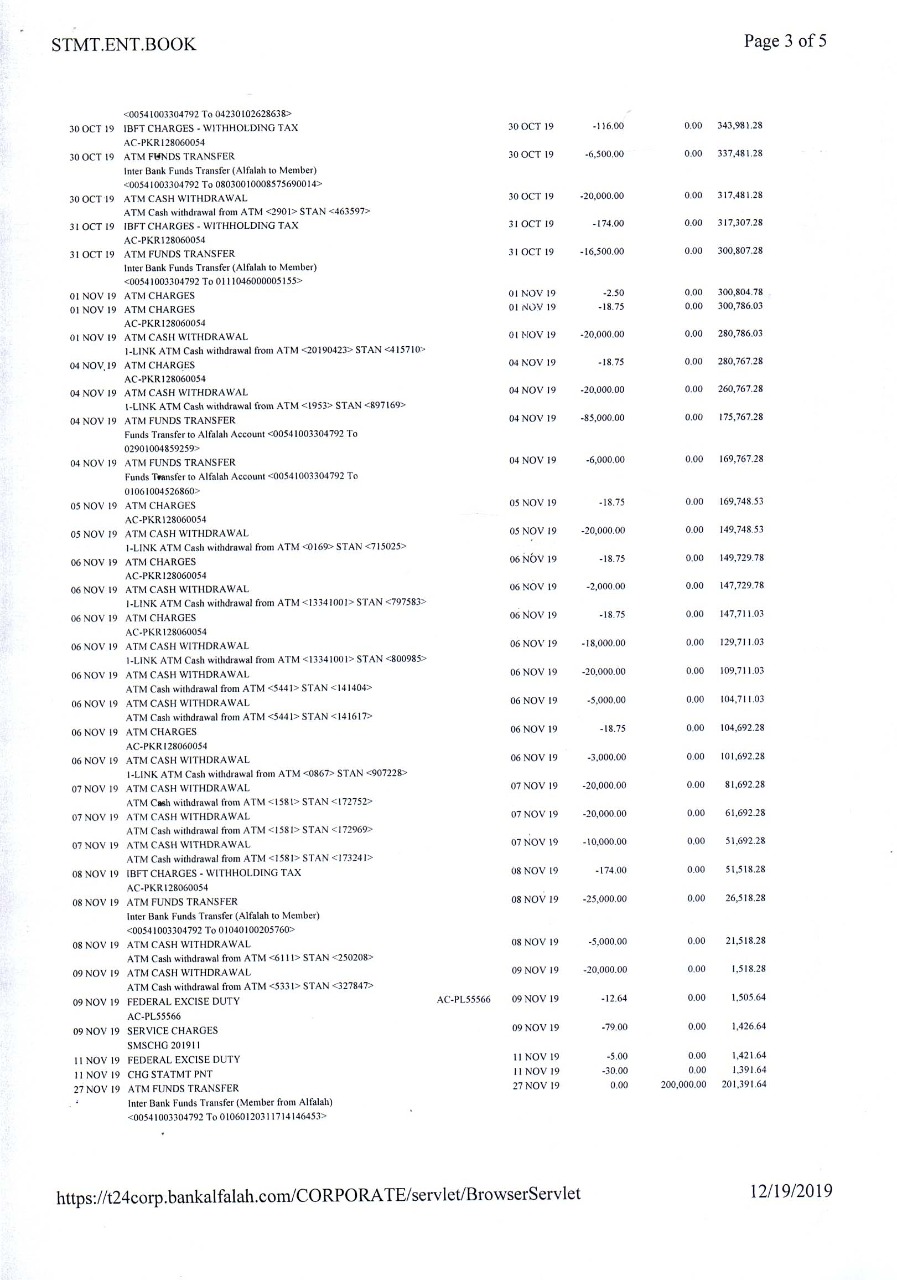 STMT.ENT.BOOK Page 3 of 5
<00541003304792 To 04230102628638>
30 OCT 19 IBFT CHARGES - WITHHOLDING TAX 30 OCT 19 -116.00 0.00 343,981.28
AC-PKR128060054
30 OCT 19 ATM FUNDS TRANSFER 30 OCT 19 -6,500.00 0.00 337,481.28
Inter Bank Funds Transfer (Alfalah to Member)
<00541003304792 To 08030010008575690014>
30 OCT 19 ATM CASH WITHDRAWAL 30 OCT 19 -20,000.00 0.00 317,481.28
ATM Cash withdrawal from ATM <2901> STAN <463597>
31 OCT 19 IBFT CHARGES - WITHHOLDING TAX 31 OCT 19 -174.00 0.00 317,307.28
AC-PKR128060054
31 OCT 19 ATM FUNDS TRANSFER 31 OCT 19 -16,500.00 0.00 300,807.28
Inter Bank Funds Transfer (Alfalah to Member)
<00541003304792 To 0111046000005155>
01 NOV 19 ATM CHARGES 01 NOV 19 -2.50 0.00 300,804.78
01 NOV 19 ATM CHARGES 01 NOV 19 -18.75 0.00 300,786.03
AC-PKR128060054
01 NOV 19 ATM CASH WITHDRAWAL 01 NOV 19 -20,000.00 0.00 280,786.03
1-LINK ATM Cash withdrawal from ATM <20190423> STAN <415710>
04 NOV 19 ATM CHARGES 04 NOV 19 -18.75 0.00 280,767.28
AC-PKR128060054
04 NOV 19 ATM CASH WITHDRAWAL 04 NOV 19 -20,000.00 0.00 260,767.28
1-LINK ATM Cash withdrawal from ATM <1953> STAN <897169>
04 NOV 19 ATM FUNDS TRANSFER 04 NOV 19 -85,000.00 0.00 175,767.28
Funds Transfer to Alfalah Account <00541003304792 To
02901004859259>
04 NOV 19 ATM FUNDS TRANSFER 04 NOV 19 -6,000.00 0.00 169,767.28
Funds Transfer to Alfalah Account <00541003304792 To
01061004526860>
05 NOV 19 ATM CHARGES 05 NOV 19 -18.75 0.00 169,748.53
AC-PKR128060054
05 NOV 19 ATM CASH WITHDRAWAL 05 NOV 19 -20,000.00 0.00 149,748.53
1-LINK ATM Cash withdrawal from ATM <0169> STAN <715025>
06 NOV 19 ATM CHARGES 06 NOV 19 -18.75 0.00 149,729.78
AC-PKR128060054
06 NOV 19 ATM CASH WITHDRAWAL 06 NOV 19 -2,000.00 0.00 147,729.78
1-LINK ATM Cash withdrawal from ATM <13341001> STAN <797583>
06 NOV 19 ATM CHARGES 06 NOV 19 -18.75 0.00 147,711.03
AC-PKR128060054
06 NOV 19 ATM CASH WITHDRAWAL 06 NOV 19 -18,000.00 0.00 129,711.03
1-LINK ATM Cash withdrawal from ATM <13341001> STAN <800985>
06 NOV 19 ATM CASH WITHDRAWAL 06 NOV 19 -20,000.00 0.00 109,711.03
ATM Cash withdrawal from ATM <5441> STAN <141404>
06 NOV 19 ATM CASH WITHDRAWAL 06 NOV 19 -5,000.00 0.00 104,711.03
ATM Cash withdrawal from ATM <5441> STAN <141617>
06 NOV 19 ATM CHARGES 06 NOV 19 -18.75 0.00 104,692.28
AC-PKR128060054
06 NOV 19 ATM CASH WITHDRAWAL 06 NOV 19 -3,000.00 0.00 101,692.28
1-LINK ATM Cash withdrawal from ATM <0867> STAN <907228>
07 NOV 19 ATM CASH WITHDRAWAL 07 NOV 19 -20,000.00 0.00 81,692.28
ATM Cash withdrawal from ATM <1581> STAN <172752>
07 NOV 19 ATM CASH WITHDRAWAL 07 NOV 19 -20,000.00 0.00 61,692.28
ATM Cash withdrawal from ATM <1581> STAN <172969>
07 NOV 19 ATM CASH WITHDRAWAL 07 NOV 19 -10,000.00 0.00 51,692.28
ATM Cash withdrawal from ATM <1581> STAN <173241>
08 NOV 19 IBFT CHARGES - WITHHOLDING TAX 08 NOV 19 -174.00 0.00 51,518.28
AC-PKR128060054
08 NOV 19 ATM FUNDS TRANSFER 08 NOV 19 -25,000.00 0.00 26,518.28
Inter Bank Funds Transfer (Alfalah to Member)
<00541003304792 To 01040100205760>
08 NOV 19 ATM CASH WITHDRAWAL 08 NOV 19 -5,000.00 0.00 21,518.28
ATM Cash withdrawal from ATM <6111> STAN <250208>
09 NOV 19 ATM CASH WITHDRAWAL 09 NOV 19 -20,000.00 0.00 1,518.28
ATM Cash withdrawal from ATM <5331> STAN <327847>
09 NOV 19 FEDERAL EXCISE DUTY AC-PL55566 09 NOV 19 -12.64 0.00 1,505.64
AC-PL55566
09 NOV 19 SERVICE CHARGES 09 NOV 19 -79.00 0.00 1,426.64
SMSCHG 201911
11 NOV 19 FEDERAL EXCISE DUTY 11 NOV 19 -5.00 0.00 1,421.64
11 NOV 19 CHG STATMT PNT 11 NOV 19 -30.00 0.00 1,391.64
27 NOV 19 ATM FUNDS TRANSFER 27 NOV 19 0.00 200,000.00 201,391.64
Inter Bank Funds Transfer (Member from Alfalah)
<00541003304792 To 01060120311714146453>
https://t24corp.bankalfalah.com/CORPORATE/servlet/BrowserServlet 12/19/2019